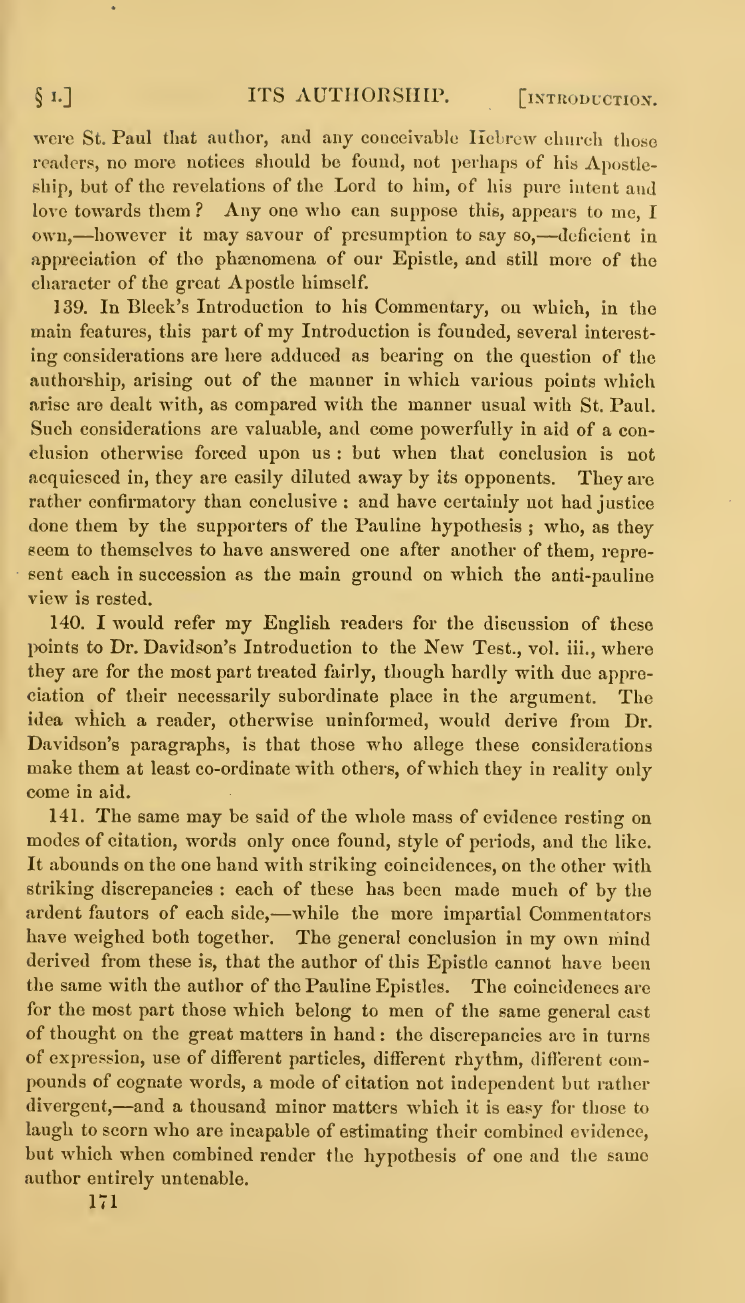 § I.] ITS AUTHORSHIP. [INTRODUCTION.
were St. Paul that author, and any conceivable Hebrew church those
readers, no more notices should be found, not perhaps of his Apostle-
ship, but of the revelations of the Lord to him, of his pure intent and
love towards them ? Any one who can suppose this, appears to me, I
own,—however it may savour of presumption to say so,—deficient in
appreciation of the phænomena of our Epistle, and still more of the
character of the great Apostle himself.
139. In Bleek's Introduction to his Commentary, on which, in the
main features, this part of my Introduction is founded, several interest-
ing considerations are here adduced as bearing on the question of the
authorship, arising out of the manner in which various points which
arise are dealt with, as compared with the manner usual with St. Paul.
Such considerations are valuable, and come powerfully in aid of a con-
clusion otherwise forced upon us : but when that conclusion is not
acquiesced in, they are easily diluted away by its opponents. They are
rather confirmatory than conclusive : and have certainly not had justice
done them by the supporters of the Pauline hypothesis ; who, as they
seem to themselves to have answered one after another of them, repre-
sent each in succession as the main ground on which the anti-pauline
view is rested.
140. I would refer my English readers for the discussion of these
points to Dr. Davidson's Introduction to the New Test., vol. iii., where
they are for the most part treated fairly, though hardly with due appre-
ciation of their necessarily subordinate place in the argument. The
idea which a reader, otherwise uninformed, would derive from Dr.
Davidson's paragraphs, is that those who allege these considerations
make them at least co-ordinate with others, of which they in reality only
come in aid.
141. The same may be said of the whole mass of evidence resting on
modes of citation, words only once found, style of periods, and the like.
It abounds on the one hand with striking coincidences, on the other with
striking discrepancies : each of these has been made much of by the
ardent fautors of each side,—while the more impartial Commentators
have weighed both together. The general conclusion in my own mind
derived from these is, that the author of this Epistle cannot have been
the same with the author of the Pauline Epistles. The coincidences are
for the most part those which belong to men of the same general cast
of thought on the great matters in hand : the discrepancies are in turns
of expression, use of different particles, different rhythm, different com-
pounds of cognate words, a mode of citation not independent but rather
divergent,—and a thousand minor matters which it is easy for those to
laugh to scorn who are incapable of estimating their combined evidence,
but which when combined render the hypothesis of one and the same
author entirely untenable.
171